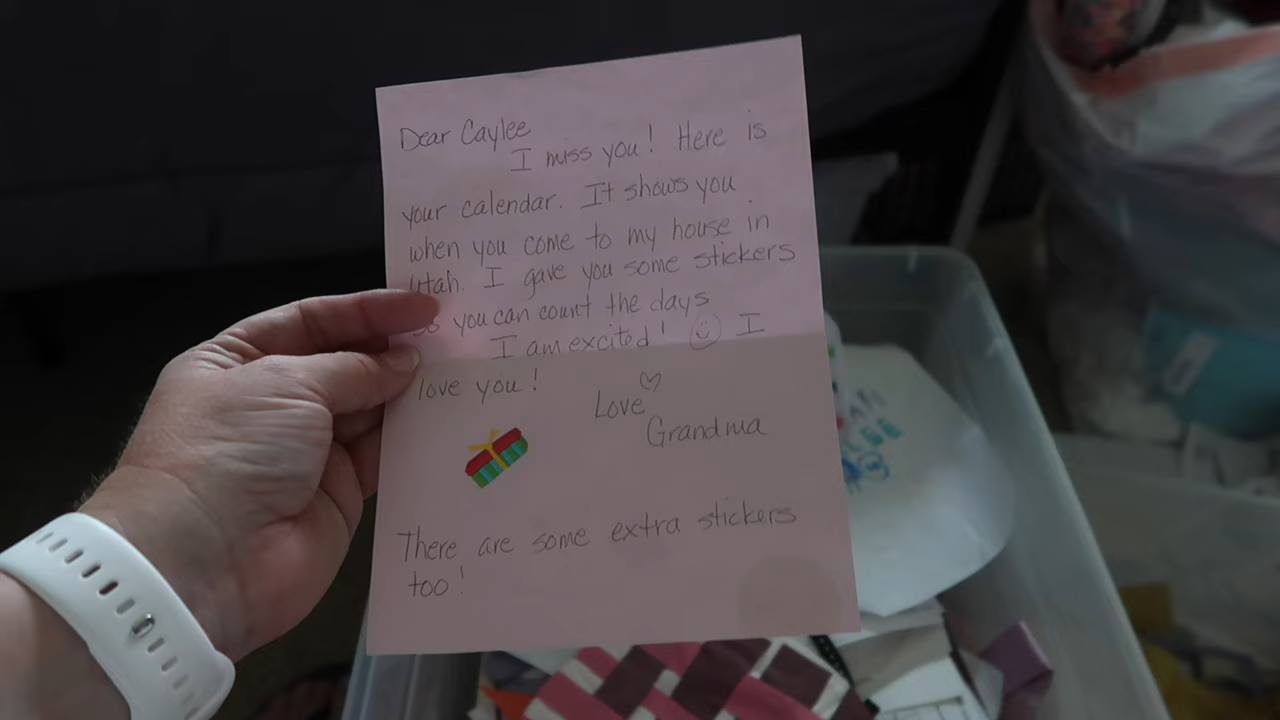 Dear Caylee
I miss you! Here is
your calendar. It shows you
when you come to my house in
Utah. I gave you some stickers
so you can count the days
I am excited! I
love you!
Love
Grandma
There are some extra stickers
too!